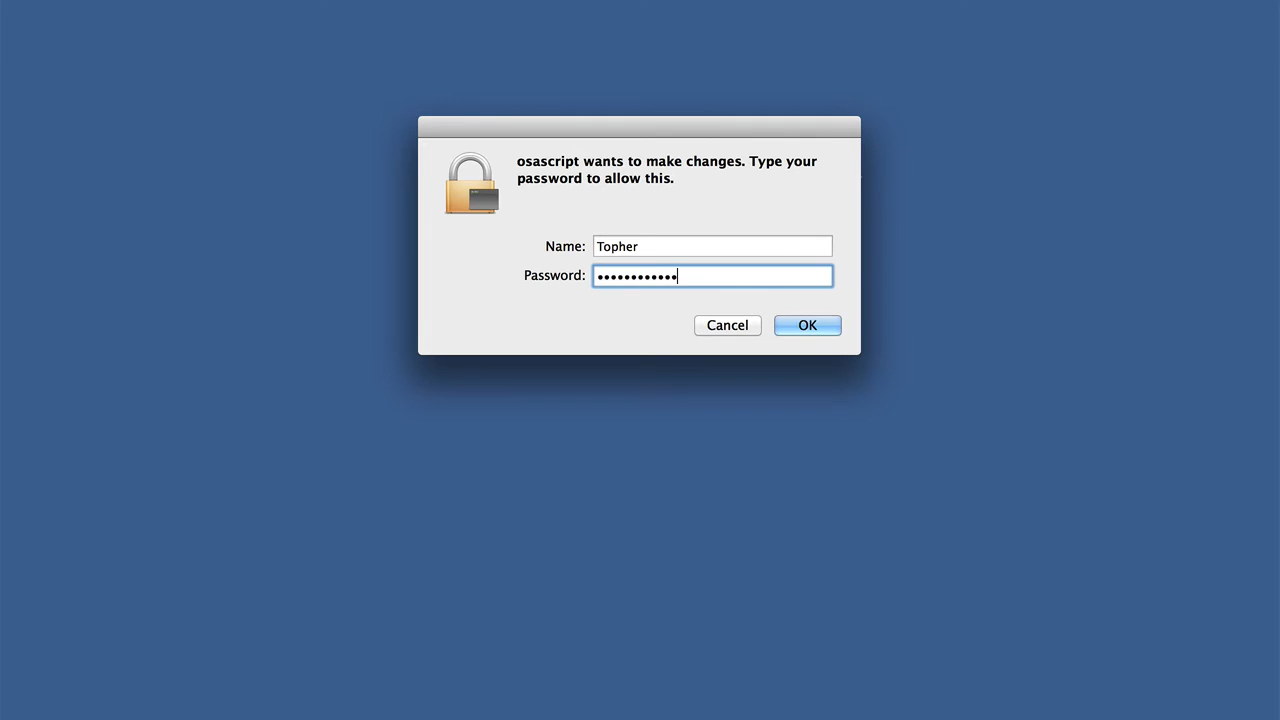 osascript wants to make changes. Type your
password to allow this.
Name: Topher
Password: ••••••••••••
Cancel OK